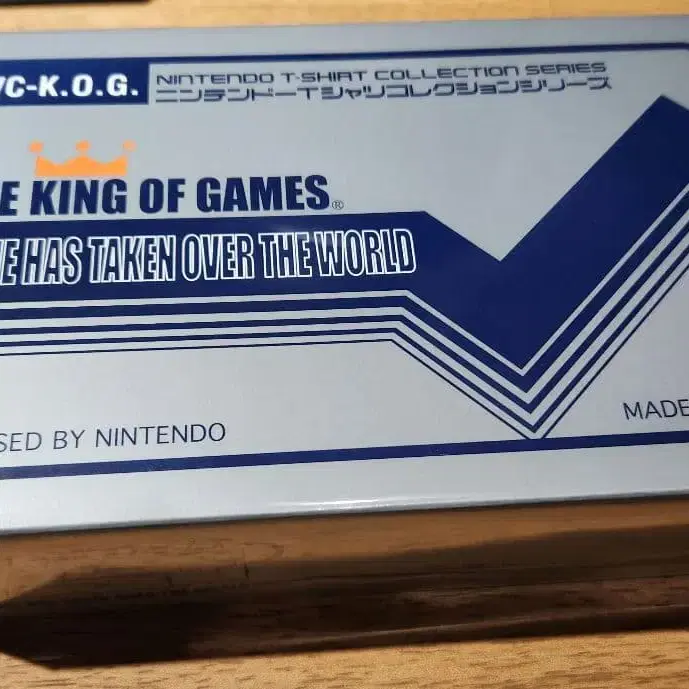 VC-K.O.G.
NINTENDO T-SHIRT COLLECTION SERIES
ニンテンドーTシャツコレクションシリーズ
E KING OF GAMES®
E HAS TAKEN OVER THE WORLD
SED BY NINTENDO
MADE